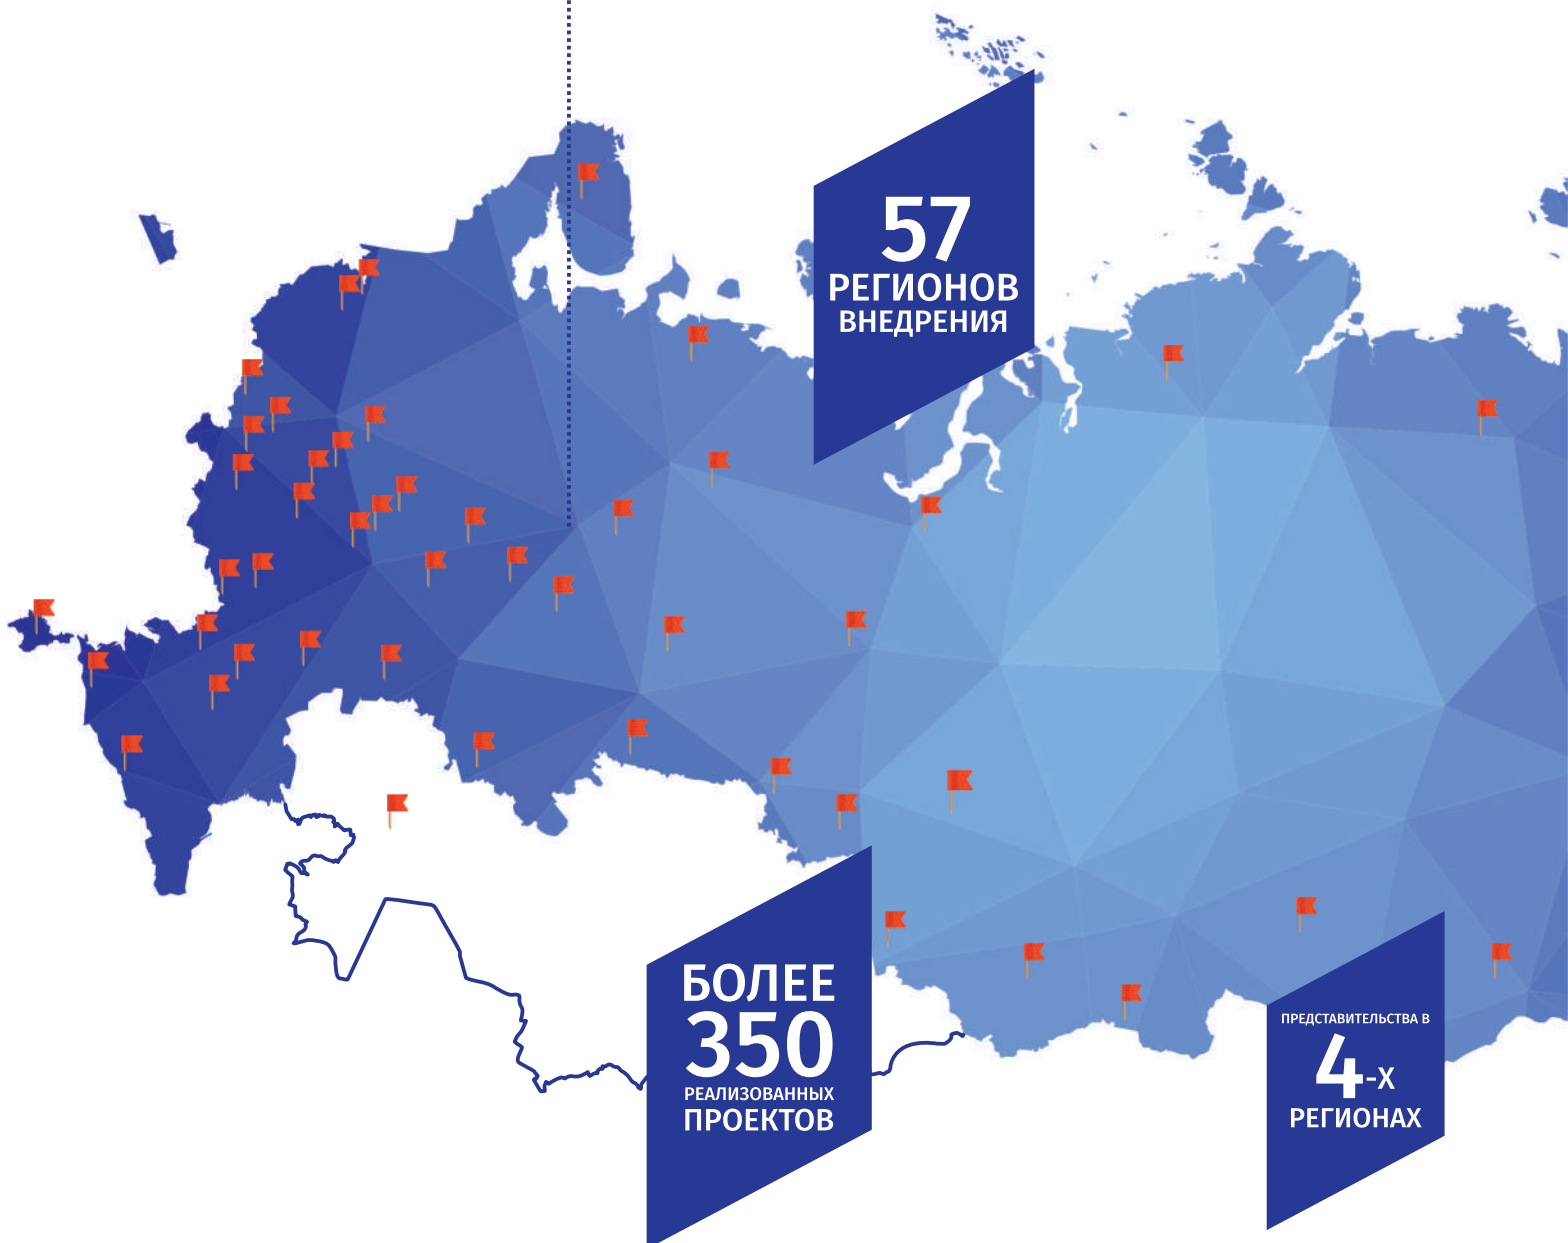 57
РЕГИОНОВ
ВНЕДРЕНИЯ
БОЛЕЕ
350
РЕАЛИЗОВАННЫХ
ПРОЕКТОВ
ПРЕДСТАВИТЕЛЬСТВА В
4-Х
РЕГИОНАХ